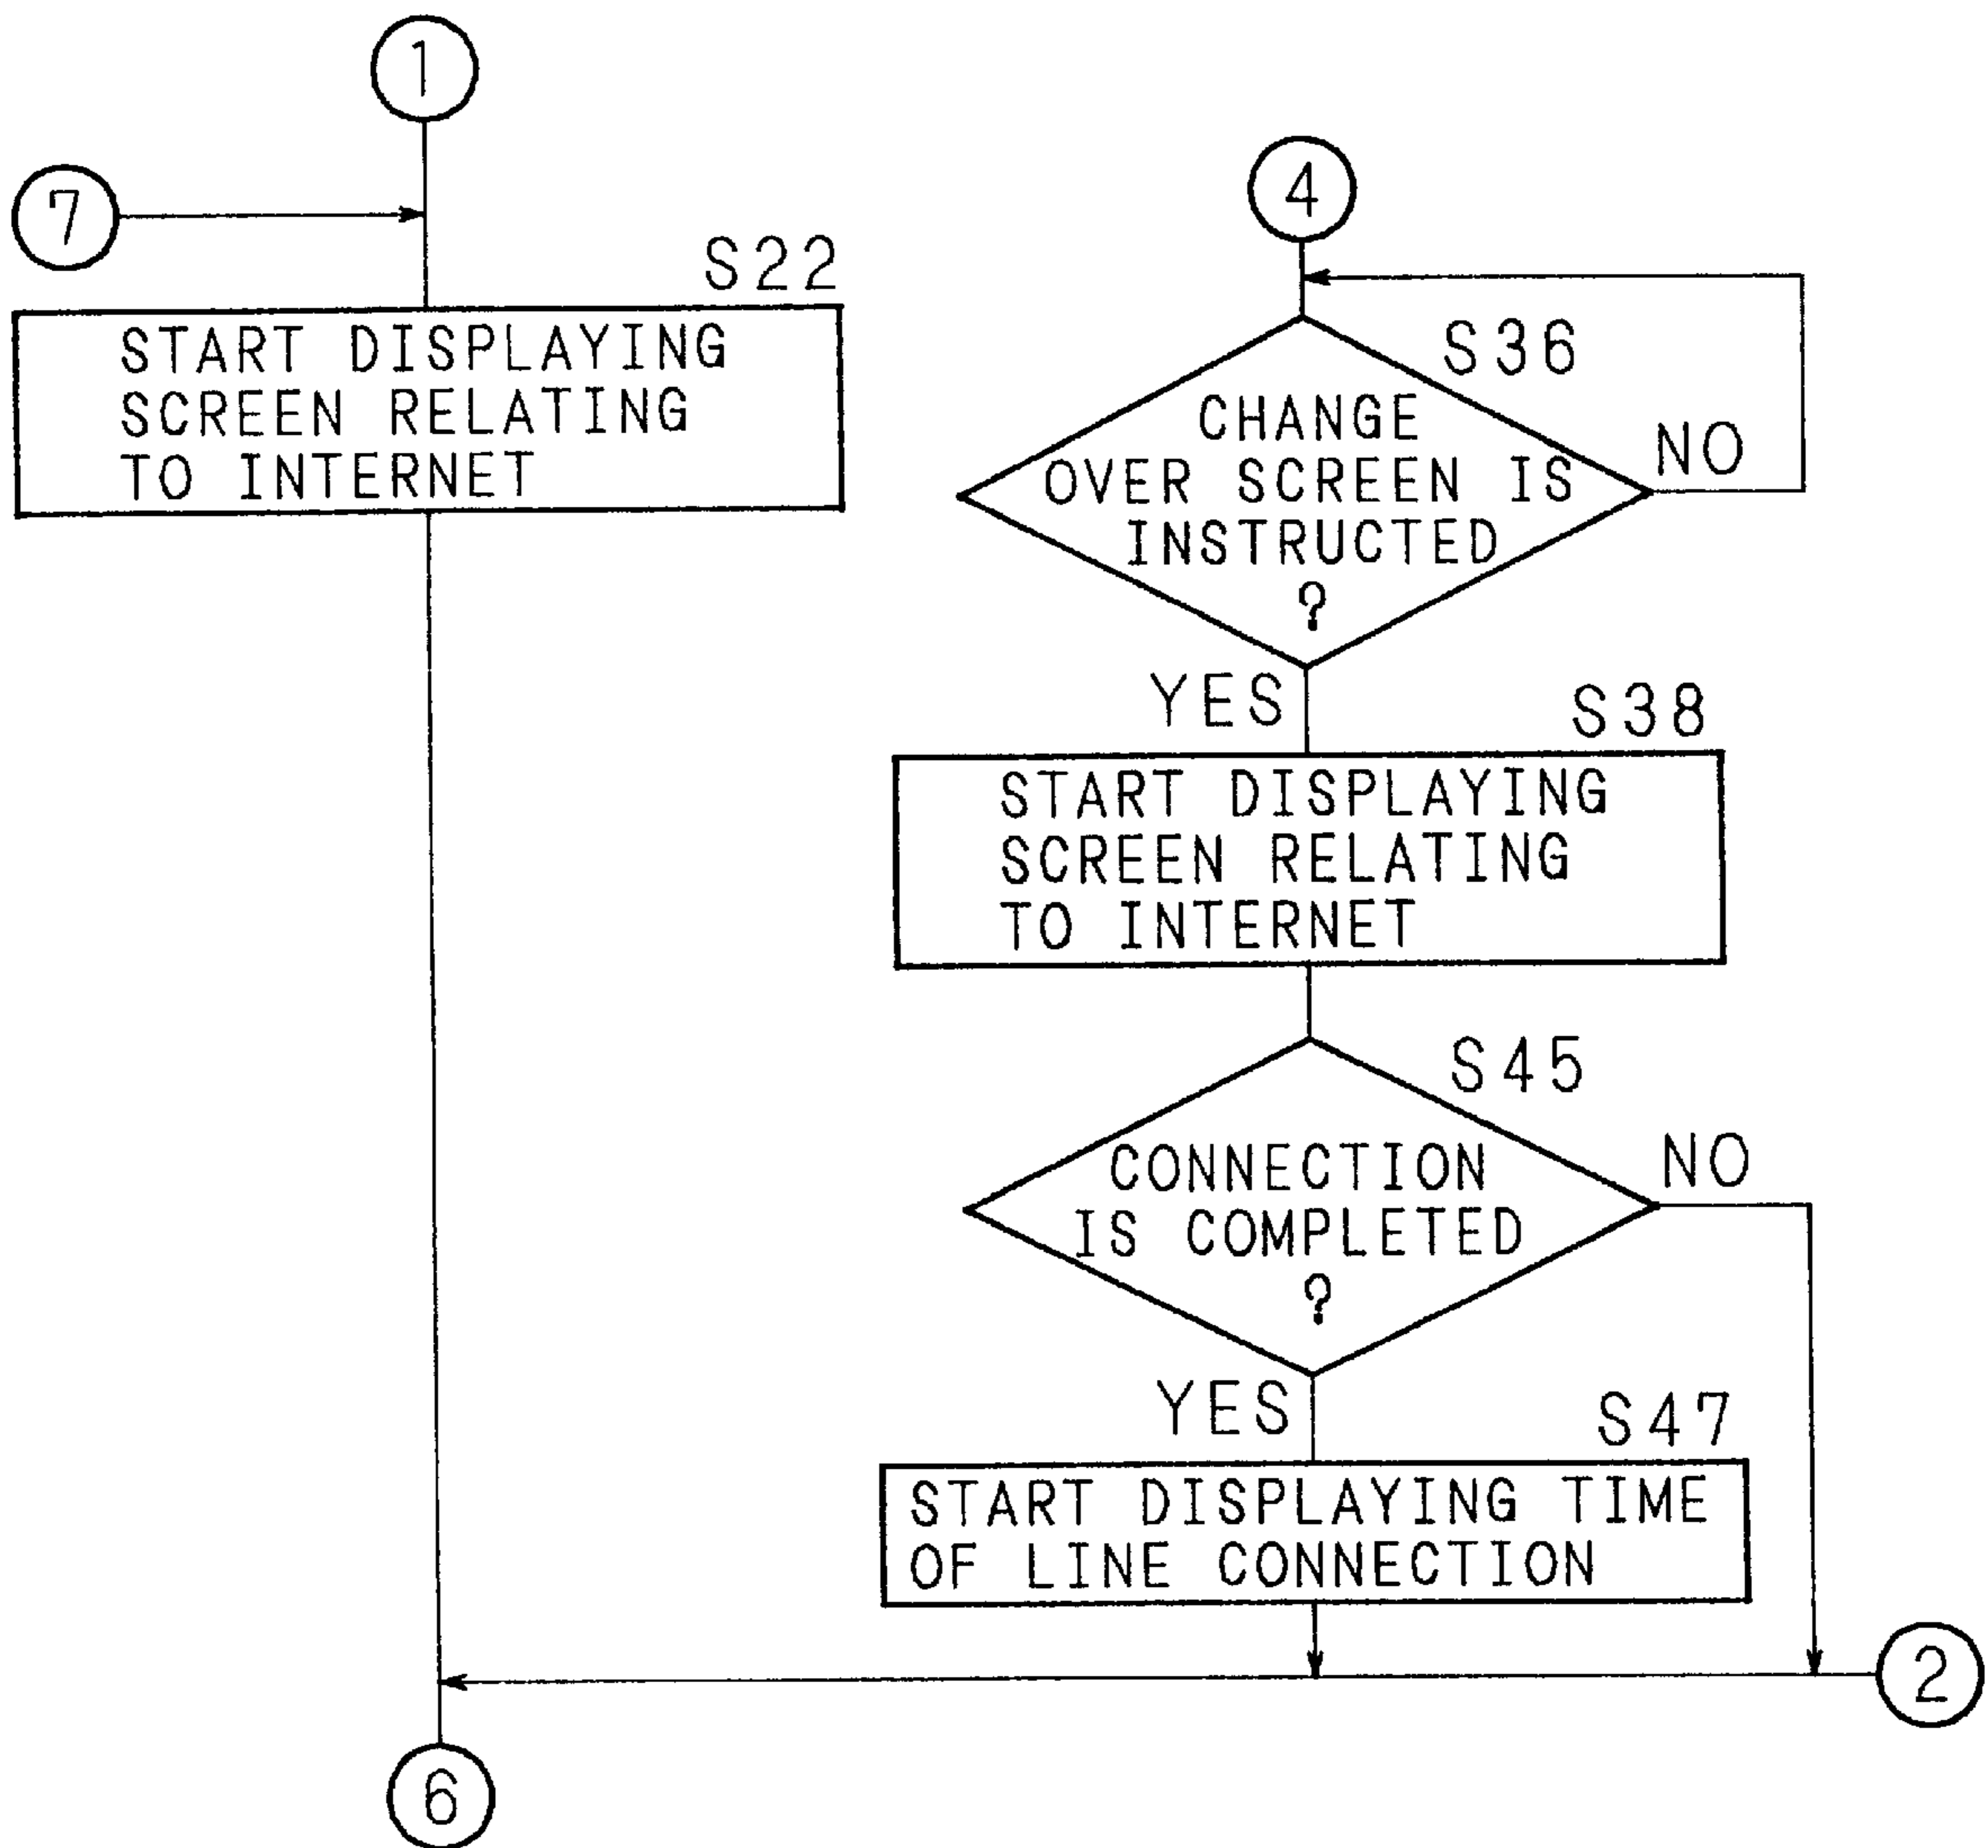 1
7
S22
START DISPLAYING
SCREEN RELATING
TO INTERNET
4
S36
CHANGE
OVER SCREEN IS
INSTRUCTED
?
NO
YES
S38
START DISPLAYING
SCREEN RELATING
TO INTERNET
S45
CONNECTION
IS COMPLETED
?
NO
YES
S47
START DISPLAYING TIME
OF LINE CONNECTION
2
6